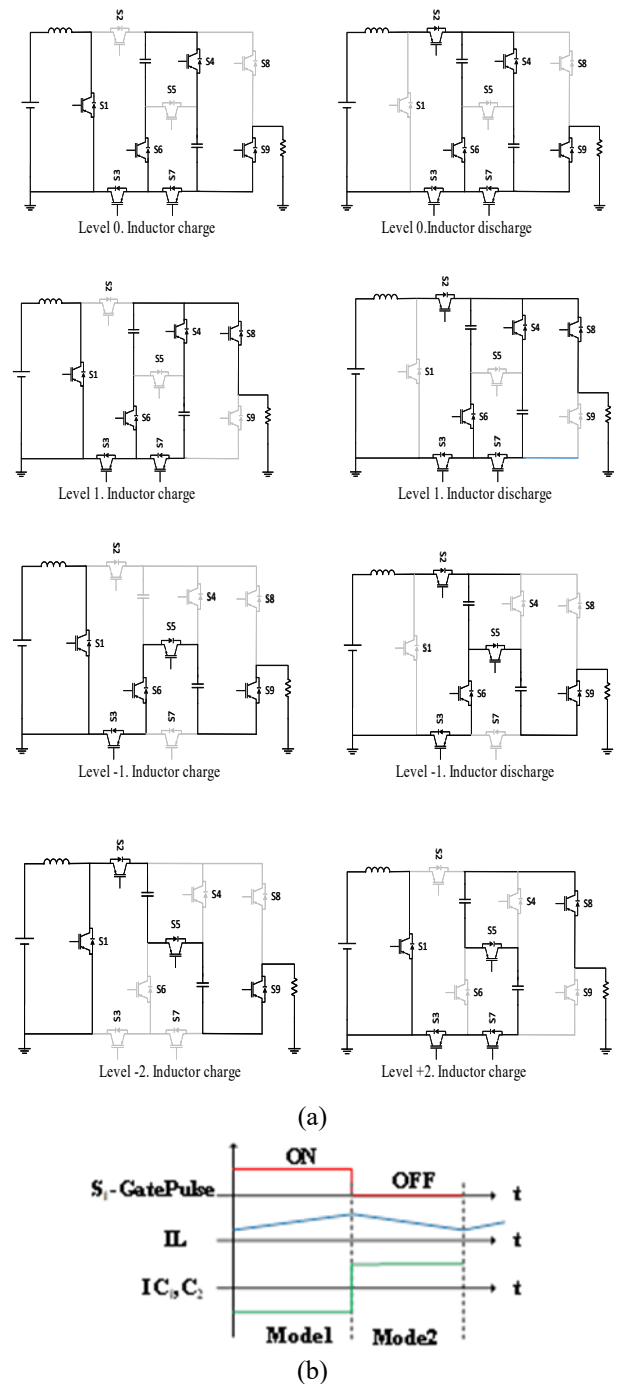 S2
S4
S8
S1
S5
S6
S9
S3
S7
Level 0. Inductor charge
S2
S4
S8
S1
S5
S6
S9
S3
S7
Level 0.Inductor discharge
S2
S4
S8
S1
S5
S6
S9
S3
S7
Level 1. Inductor charge
S2
S4
S8
S1
S5
S6
S9
S3
S7
Level 1. Inductor discharge
S2
S4
S8
S1
S5
S6
S9
S3
S7
Level -1. Inductor charge
S2
S4
S8
S1
S5
S6
S9
S3
S7
Level -1. Inductor discharge
S2
S4
S8
S1
S5
S6
S9
S3
S7
Level -2. Inductor charge
S2
S4
S8
S1
S5
S6
S9
S3
S7
Level +2. Inductor charge
(a)
ON
S₁-GatePulse
OFF
t
IL
t
IC₁,C₂
t
Mode1
Mode2
(b)